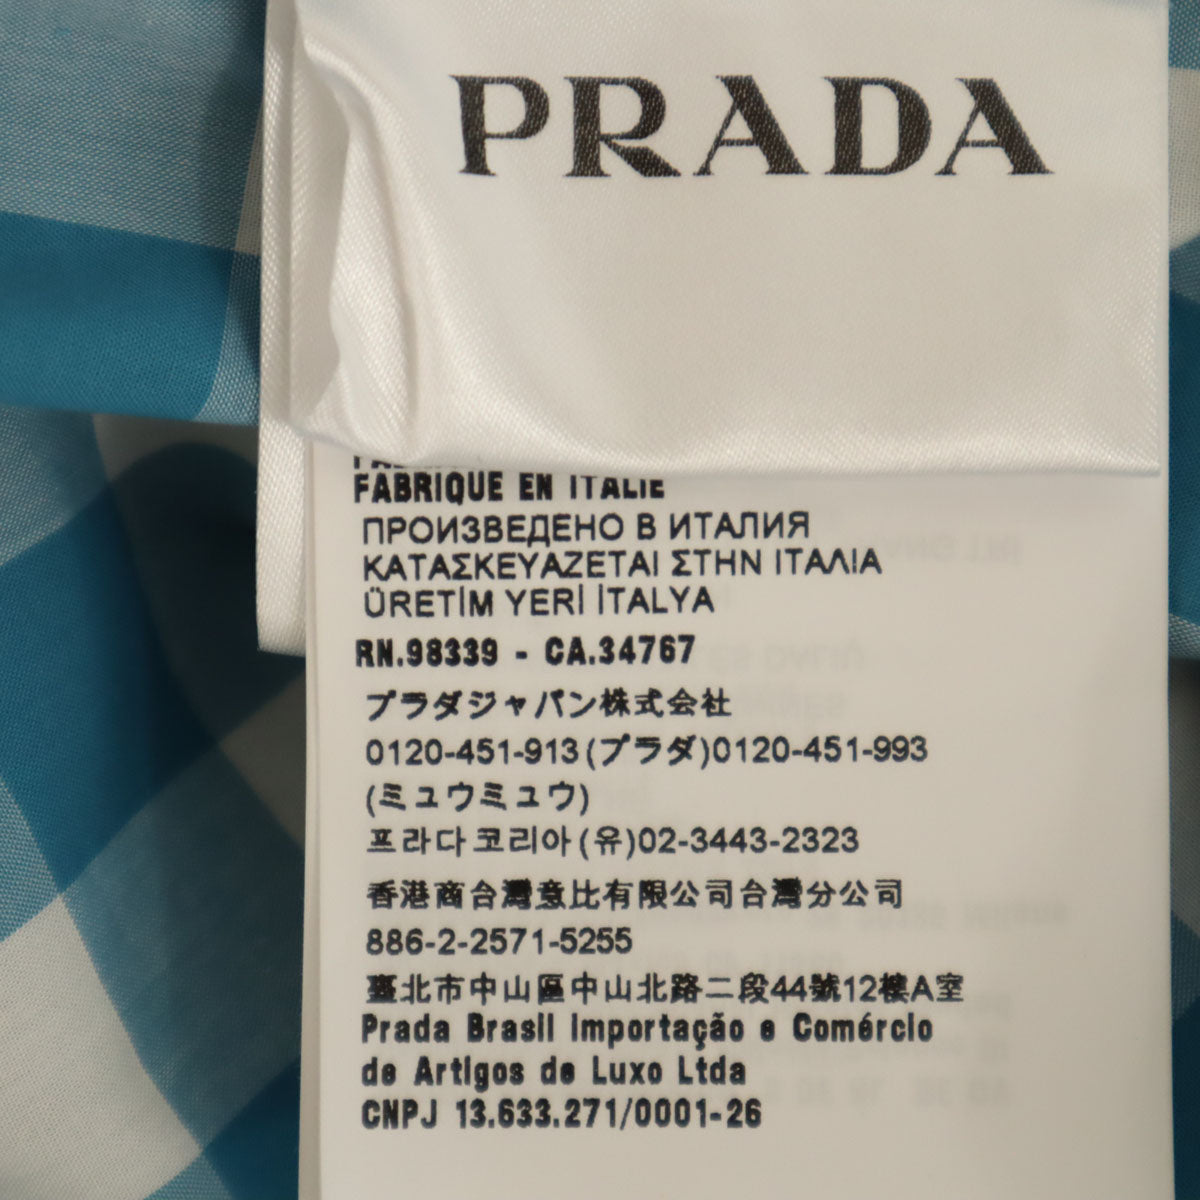 PRADA
FABRIQUE EN ITALIE
ПРОИЗВЕДЕНО В ИТАЛИЯ
ΚΑΤΑΣΚΕΥΑΖΕΤΑΙ ΣΤΗΝ ΙΤΑΛΙΑ
ÜRETİM YERİ İTALYA
RN.98339 - CA.34767
プラダジャパン株式会社
0120-451-913(プラダ)0120-451-993
(ミュウミュウ)
프라다코리아(유)02-3443-2323
香港商台灣意比有限公司台灣分公司
886-2-2571-5255
臺北市中山區中山北路二段44號12樓A室
Prada Brasil Importação e Comércio
de Artigos de Luxo Ltda
CNPJ 13.633.271/0001-26